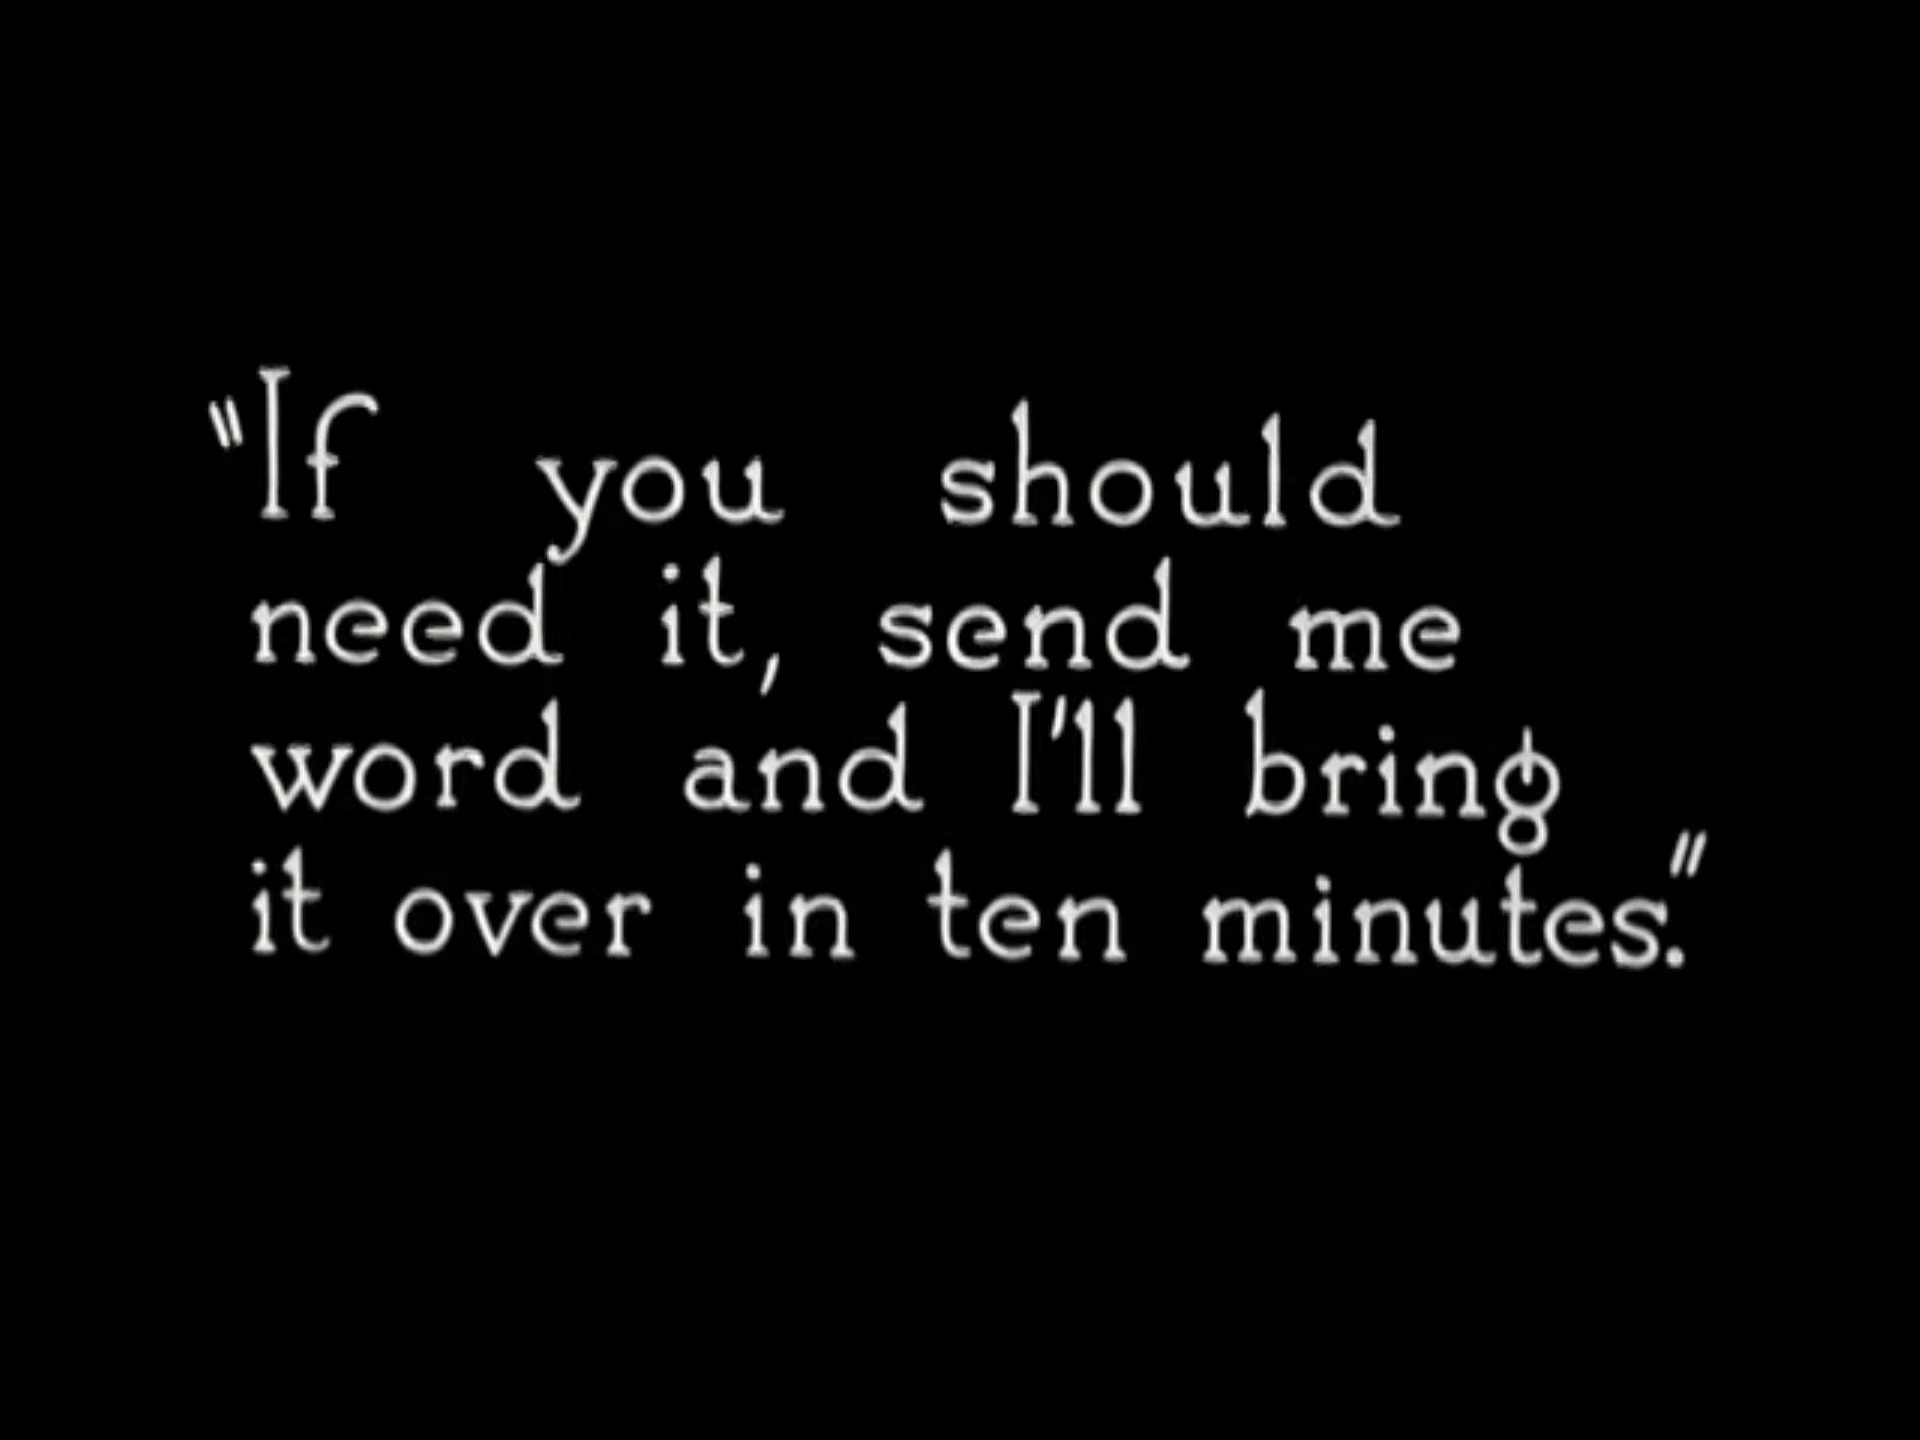 "If you should
need it, send me
word and I'll bring
it over in ten minutes."